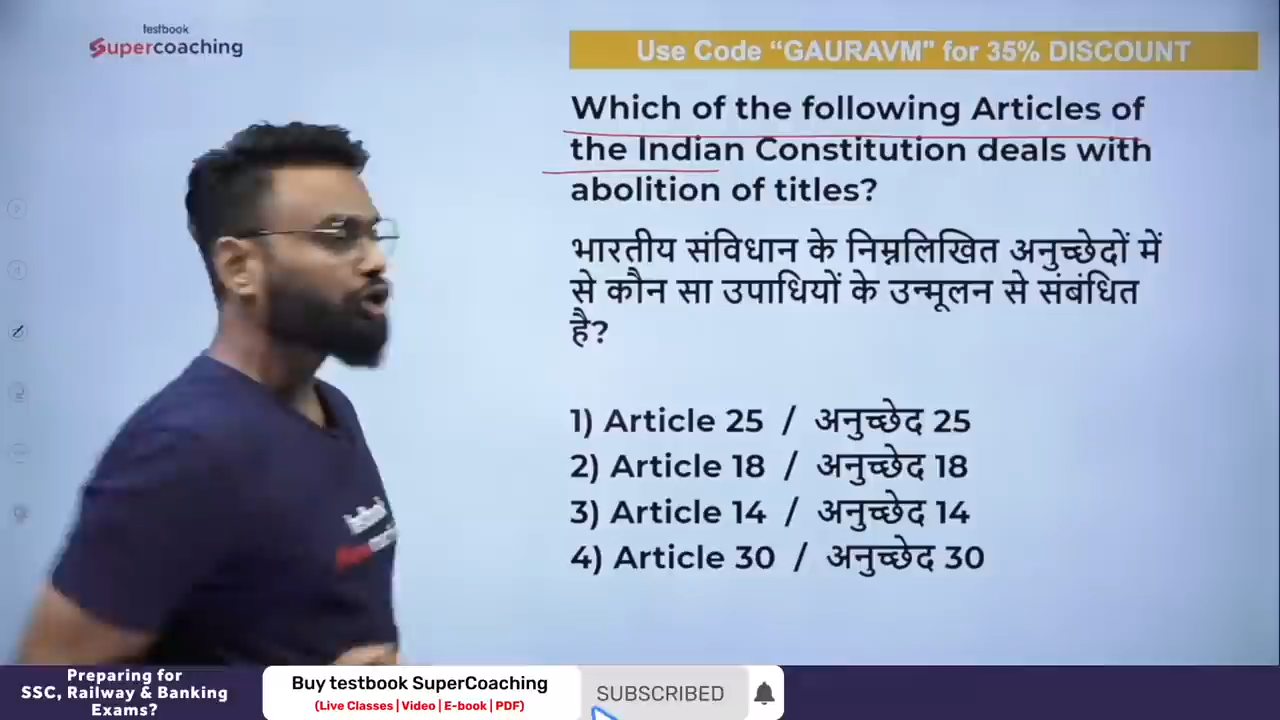 testbook
Supercoaching
Use Code “GAURAVM" for 35% DISCOUNT
Which of the following Articles of
the Indian Constitution deals with
abolition of titles?
भारतीय संविधान के निम्नलिखित अनुच्छेदों में
से कौन सा उपाधियों के उन्मूलन से संबंधित
है?
1) Article 25 / अनुच्छेद 25
2) Article 18 / अनुच्छेद 18
3) Article 14 / अनुच्छेद 14
4) Article 30 / अनुच्छेद 30
Preparing for
SSC, Railway & Banking
Exams?
Buy testbook SuperCoaching
(Live Classes | Video | E-book | PDF)
SUBSCRIBED